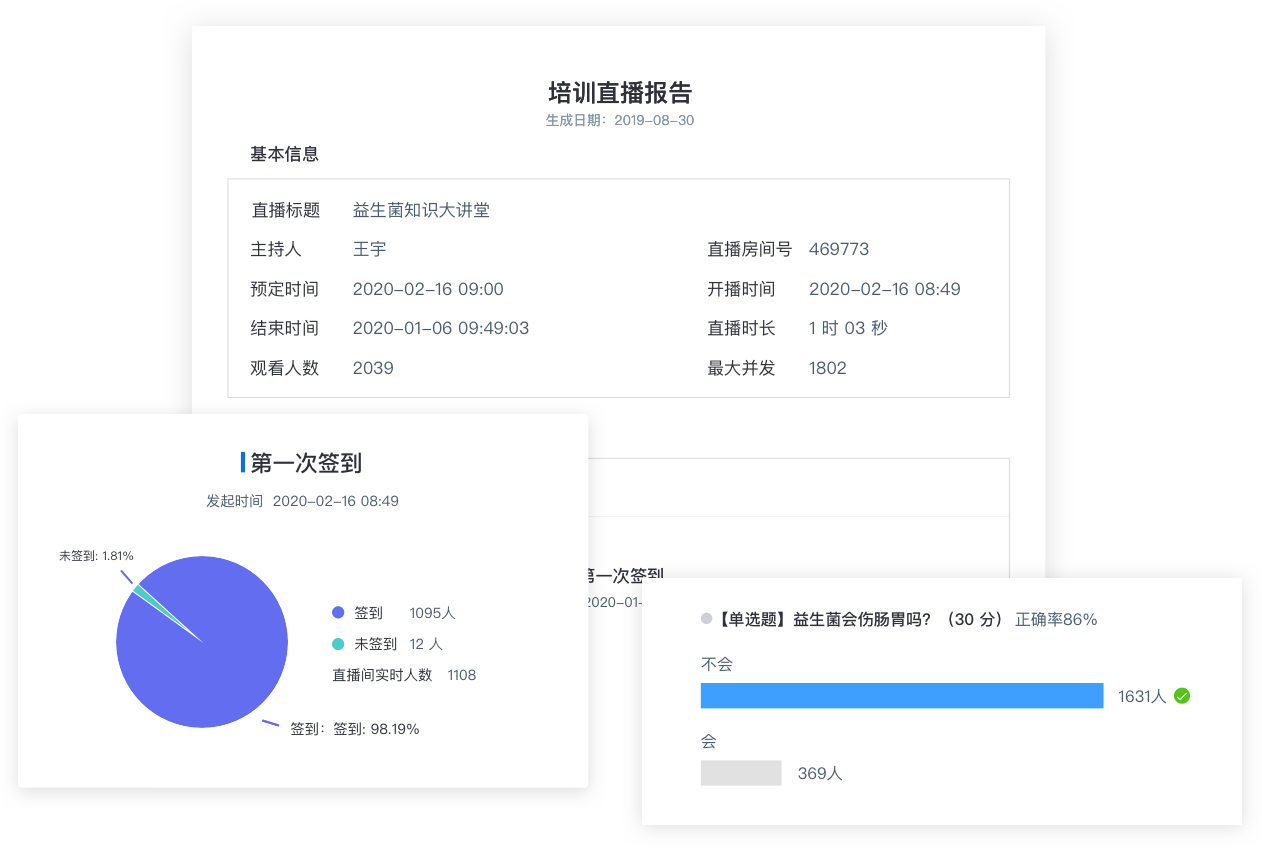 培训直播报告
生成日期：2019-08-30
基本信息
直播标题 益生菌知识大讲堂
主持人 王宇 直播房间号 469773
预定时间 2020-02-16 09:00 开播时间 2020-02-16 08:49
结束时间 2020-01-06 09:49:03 直播时长 1 时 03 秒
观看人数 2039 最大并发 1802
第一次签到
发起时间 2020-02-16 08:49
未签到: 1.81%
签到 1095人
未签到 12 人
直播间实时人数 1108
签到：签到: 98.19%
第一次签到
2020-01-
【单选题】益生菌会伤肠胃吗？（30 分） 正确率86%
不会
1631人
会
369人